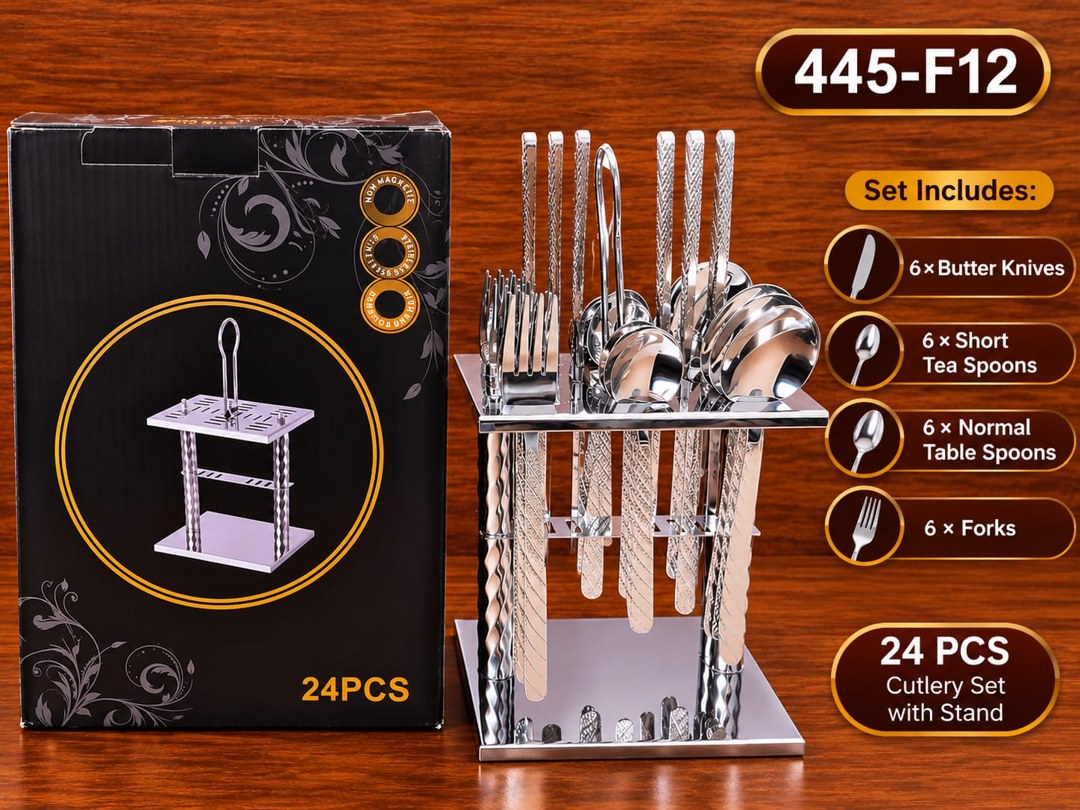 445-F12
Set Includes:
6×Butter Knives
6 × Short
Tea Spoons
6 × Normal
Table Spoons
6 × Forks
24 PCS
Cutlery Set
with Stand
24PCS